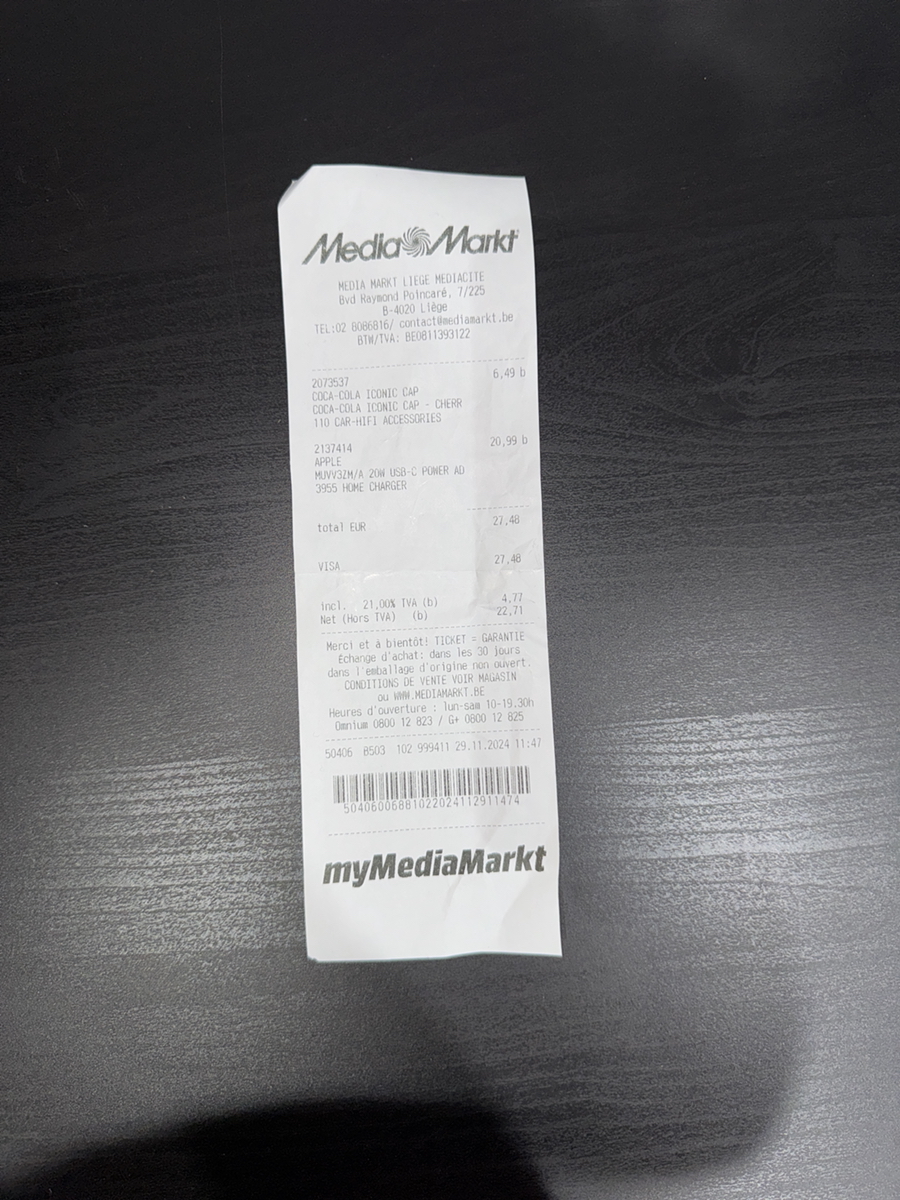 Media Markt
MEDIA MARKT LIEGE MEDIACITE
Bvd Raymond Poincaré, 7/225
B-4020 Liège
TEL:02 8086816/ contact@mediamarkt.be
BTW/TVA: BE0811393122
2073537 6,49 b
COCA-COLA ICONIC CAP
COCA-COLA ICONIC CAP - CHERR
110 CAR-HIFI ACCESSORIES
2137414 20,99 b
APPLE
MUVV3ZM/A 20W USB-C POWER AD
3955 HOME CHARGER
total EUR 27,48
VISA 27,48
incl. 21,00% TVA (b) 4,77
Net (Hors TVA) (b) 22,71
Merci et à bientôt! TICKET = GARANTIE
Échange d'achat: dans les 30 jours
dans l'emballage d'origine non ouvert.
CONDITIONS DE VENTE VOIR MAGASIN
ou WWW.MEDIAMARKT.BE
Heures d'ouverture : lun-sam 10-19.30h
Omnium 0800 12 823 / G+ 0800 12 825
50406 8503 102 999411 29.11.2024 11:47
5040600688102202411291​1474
myMediaMarkt